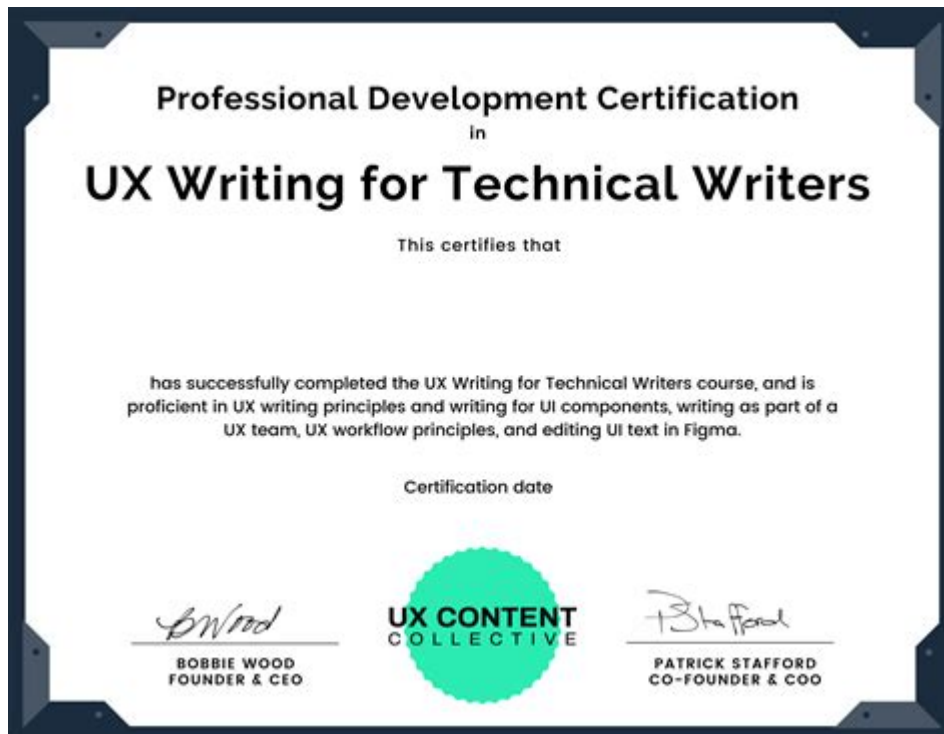 Professional Development Certification
in
UX Writing for Technical Writers
This certifies that
has successfully completed the UX Writing for Technical Writers course, and is
proficient in UX writing principles and writing for UI components, writing as part of a
UX team, UX workflow principles, and editing UI text in Figma.
Certification date
BWood
PStafford
UX CONTENT
COLLECTIVE
BOBBIE WOOD
FOUNDER & CEO
PATRICK STAFFORD
CO-FOUNDER & COO